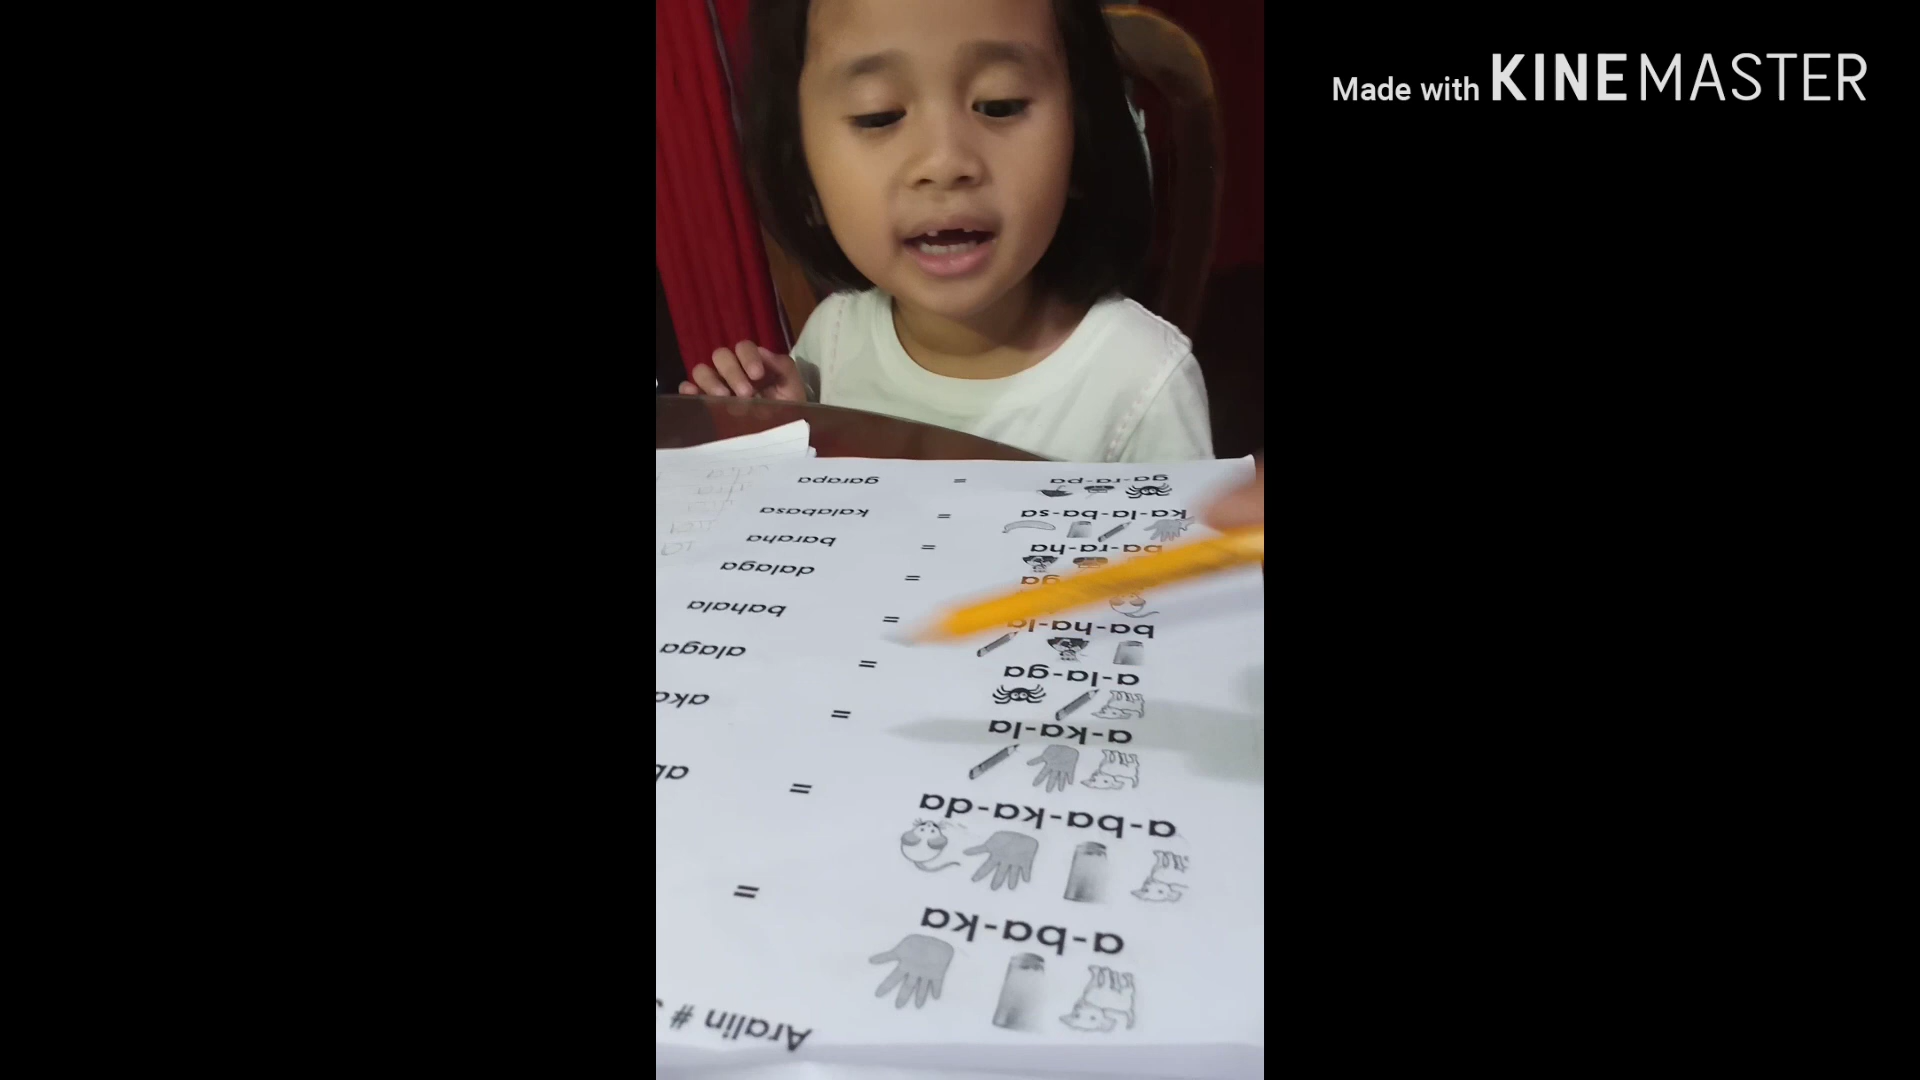 Made with KINEMASTER
Aralin #
a-ba-ka =
a-ba-ka-da =
a-ka-la =
a-la-ga = alaga
ba-ha-la = bahala
ga = dalaga
ba-ra-ha = baraha
ka-la-ba-sa = kalabasa
ga-ra-pa = garapa